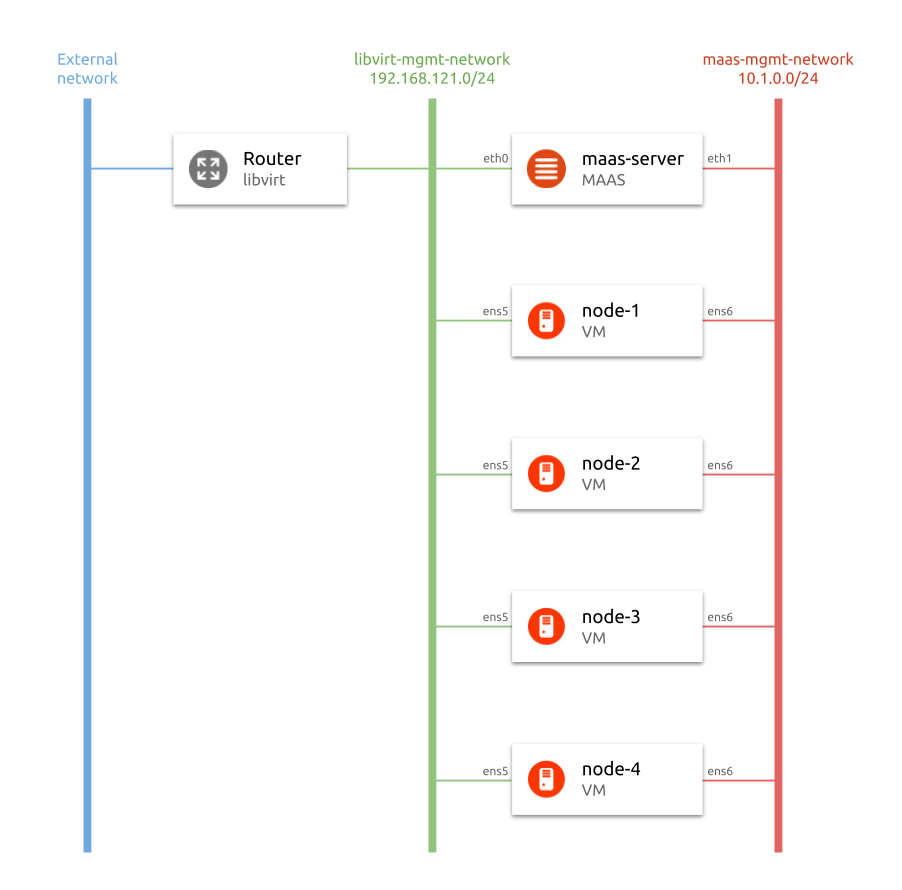 External
network
libvirt-mgmt-network
192.168.121.0/24
maas-mgmt-network
10.1.0.0/24
Router
libvirt
eth0
maas-server
MAAS
eth1
ens5
node-1
VM
ens6
ens5
node-2
VM
ens6
ens5
node-3
VM
ens6
ens5
node-4
VM
ens6